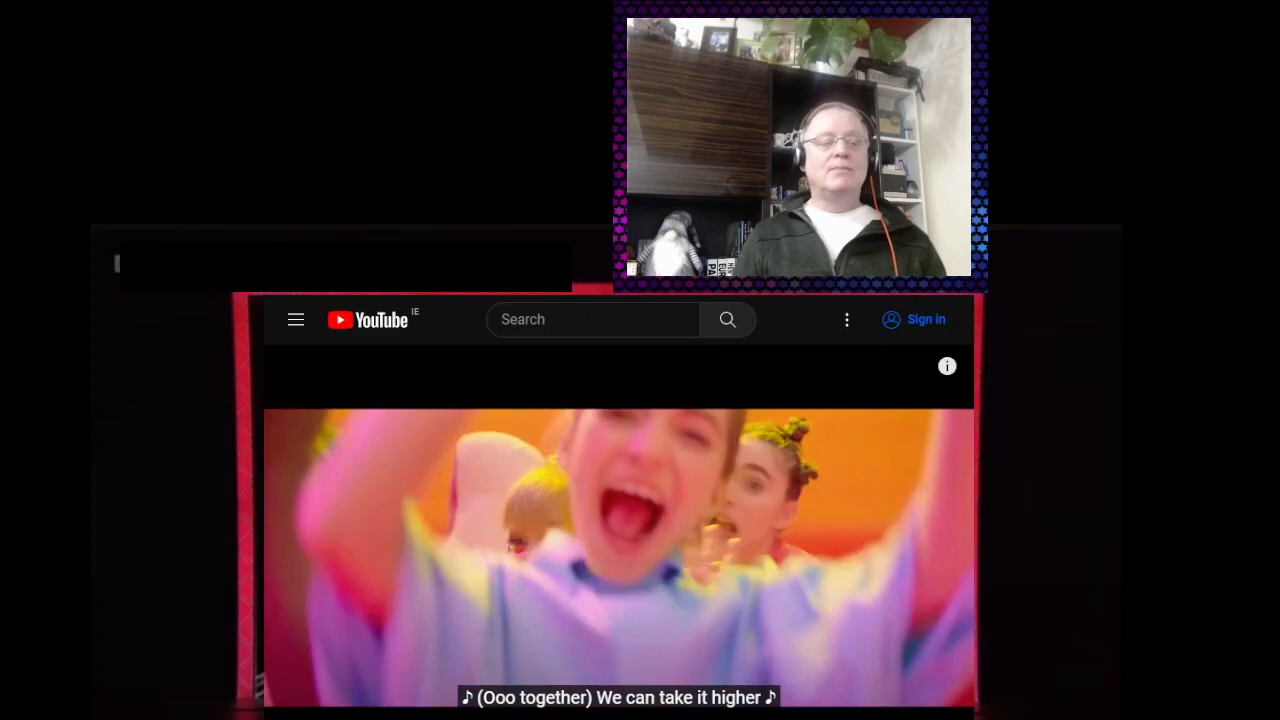 YouTube IE
Search
Sign in
♪ (Ooo together) We can take it higher ♪